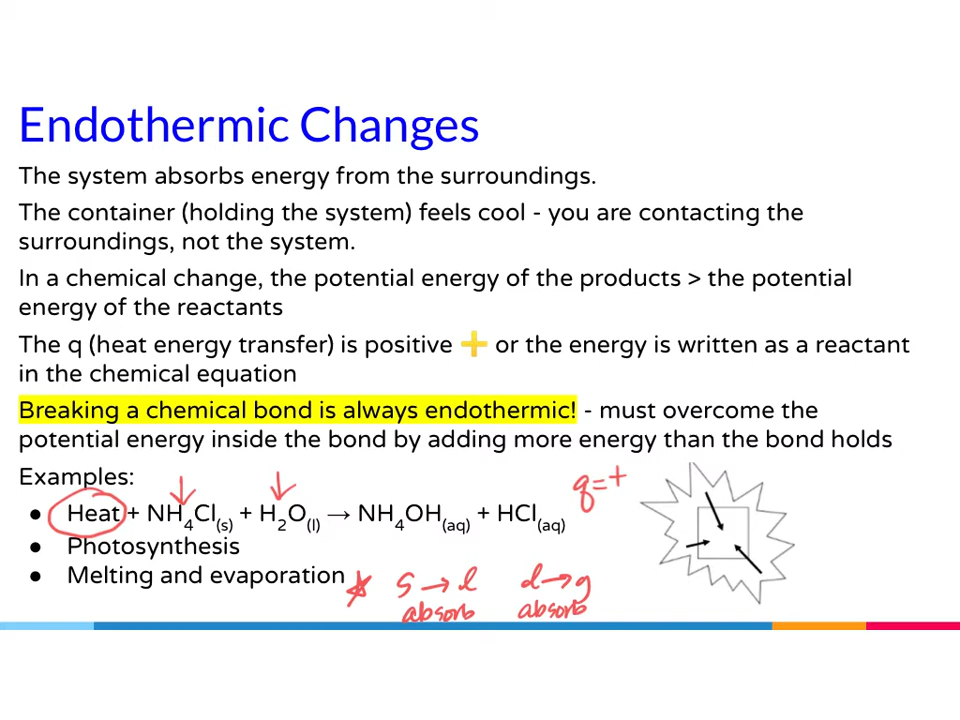 Endothermic Changes
The system absorbs energy from the surroundings.
The container (holding the system) feels cool - you are contacting the
surroundings, not the system.
In a chemical change, the potential energy of the products > the potential
energy of the reactants
The q (heat energy transfer) is positive ➕ or the energy is written as a reactant
in the chemical equation
Breaking a chemical bond is always endothermic! - must overcome the
potential energy inside the bond by adding more energy than the bond holds
Examples:
● Heat + NH₄Cl(s) + H₂O(l) → NH₄OH(aq) + HCl(aq)
q=+
● Photosynthesis
● Melting and evaporation
s → l l → g
absorb absorb